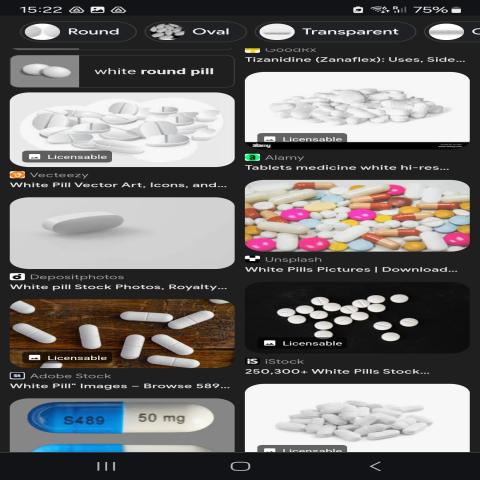 15:22
75%
Round
Oval
Transparent
white round pill
GoodRx
Tizanidine (Zanaflex): Uses, Side...
Licensable
Vecteezy
White Pill Vector Art, Icons, and...
Licensable
alamy
a
Alamy
Tablets medicine white hi-res...
Depositphotos
White pill Stock Photos, Royalty...
Unsplash
White Pills Pictures | Download...
Licensable
Adobe Stock
White Pill" Images – Browse 589...
Licensable
iS
iStock
250,300+ White Pills Stock...
S489 50 mg
Licensable